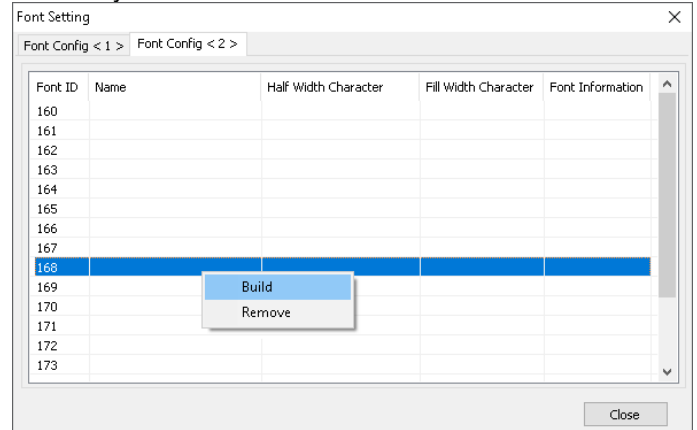 Font Setting
Font Config < 1 > Font Config < 2 >
Font ID Name Half Width Character Fill Width Character Font Information
160
161
162
163
164
165
166
167
168
169 Build
170 Remove
171
172
173
Close